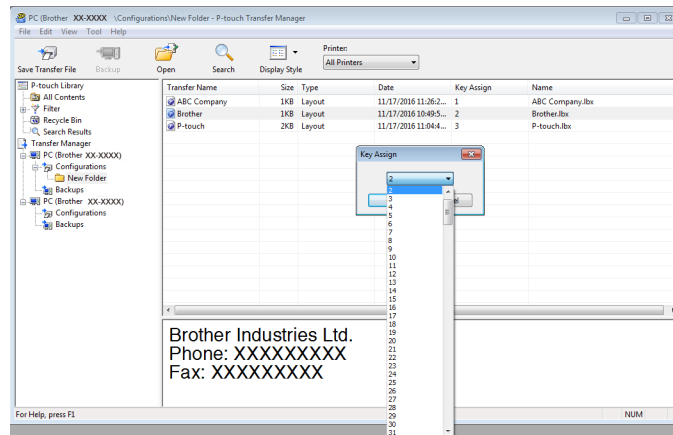 PC (Brother XX-XXXX \Configurations\New Folder - P-touch Transfer Manager
File Edit View Tool Help
Save Transfer File Backup Open Search Display Style Printer:
All Printers
P-touch Library
All Contents
Filter
Recycle Bin
Search Results
Transfer Manager
PC (Brother XX-XXXX)
Configurations
New Folder
Backups
PC (Brother XX-XXXX)
Configurations
Backups
Transfer Name Size Type Date Key Assign Name
ABC Company 1KB Layout 11/17/2016 11:26:2... 1 ABC Company.lbx
Brother 1KB Layout 11/17/2016 10:49:5... 2 Brother.lbx
P-touch 2KB Layout 11/17/2016 11:04:4... 3 P-touch.lbx
Key Assign
2
2
3
4
5
6
7
8
9
10
11
12
13
14
15
16
17
18
19
20
21
22
23
24
25
26
27
28
29
30
31
Brother Industries Ltd.
Phone: XXXXXXXXX
Fax: XXXXXXXXX
For Help, press F1
NUM